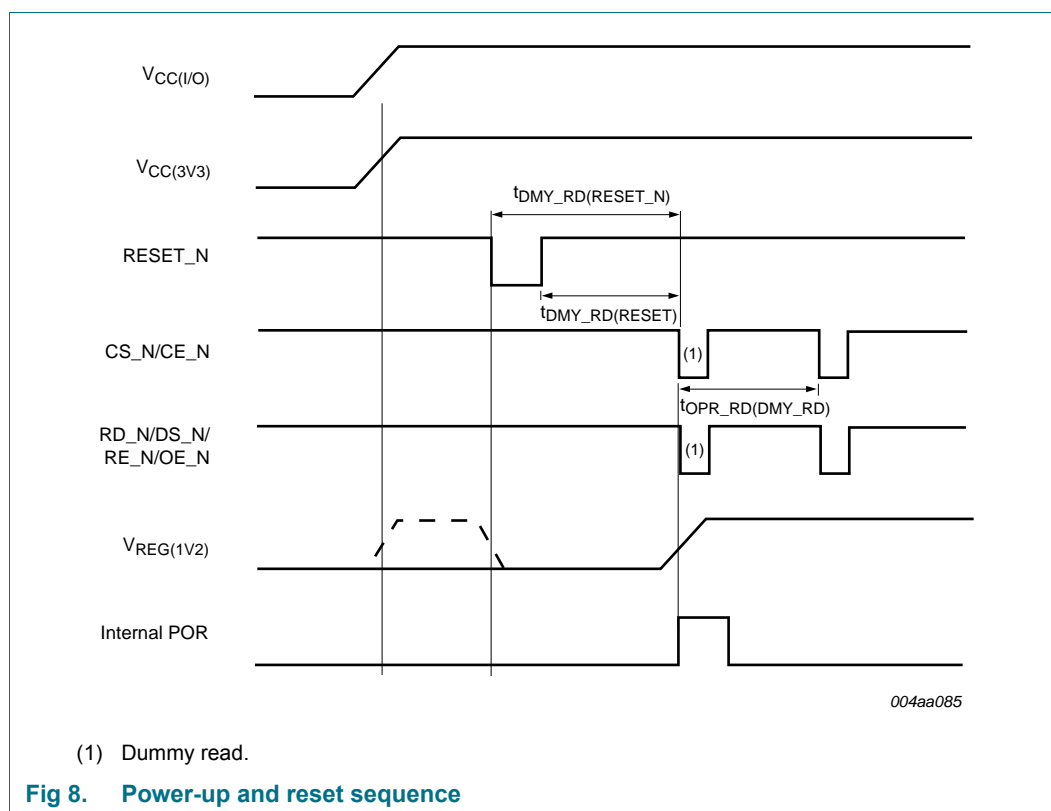 VCC(I/O)
VCC(3V3)
tDMY_RD(RESET_N)
RESET_N
tDMY_RD(RESET)
CS_N/CE_N
(1)
tOPR_RD(DMY_RD)
RD_N/DS_N/
RE_N/OE_N
(1)
VREG(1V2)
Internal POR
004aa085
(1) Dummy read.
Fig 8. Power-up and reset sequence